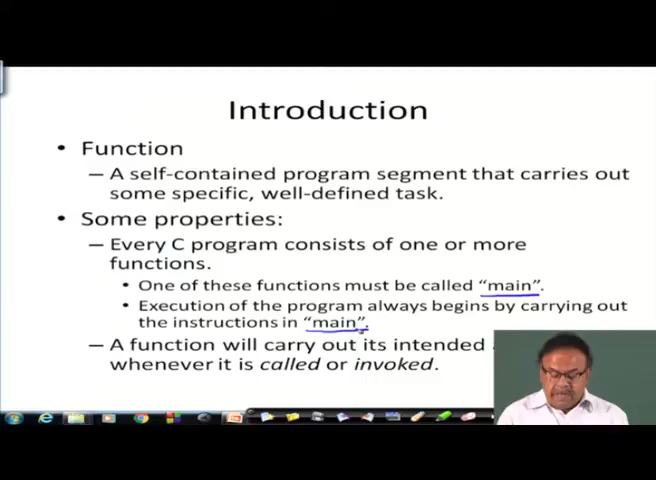 Introduction
• Function
– A self-contained program segment that carries out
some specific, well-defined task.
• Some properties:
– Every C program consists of one or more
functions.
• One of these functions must be called “main”.
• Execution of the program always begins by carrying out
the instructions in “main”.
– A function will carry out its intended
whenever it is called or invoked.